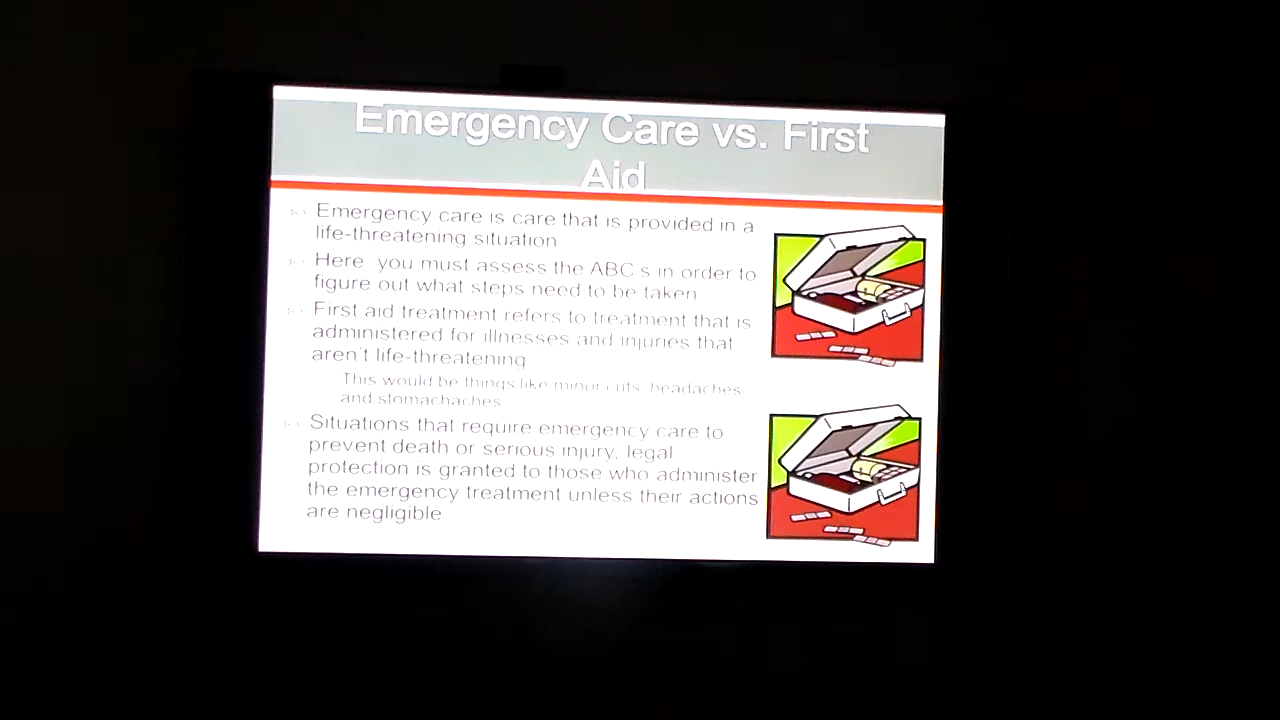 Emergency Care vs. First
Aid
Emergency care is care that is provided in a
life-threatening situation
Here you must assess the ABC's in order to
figure out what steps need to be taken
First aid treatment refers to treatment that is
administered for illnesses and injuries that
aren't life-threatening
This would be things like minor cuts, headaches
and stomachaches
Situations that require emergency care to
prevent death or serious injury, legal
protection is granted to those who administer
the emergency treatment unless their actions
are negligible